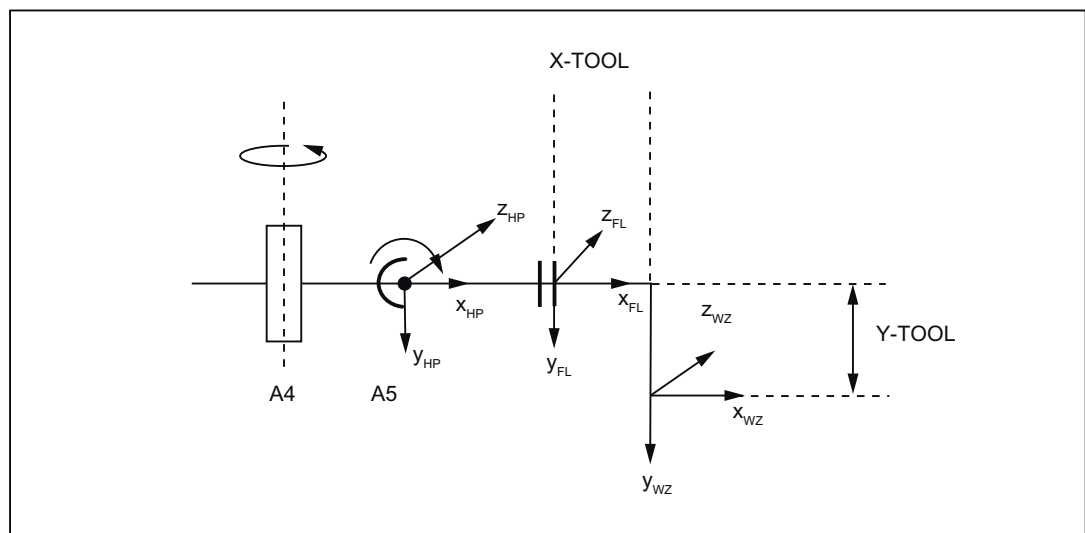 X-TOOL
z_HP
z_FL
x_HP
x_FL
z_WZ
Y-TOOL
y_HP
y_FL
A4
A5
x_WZ
y_WZ